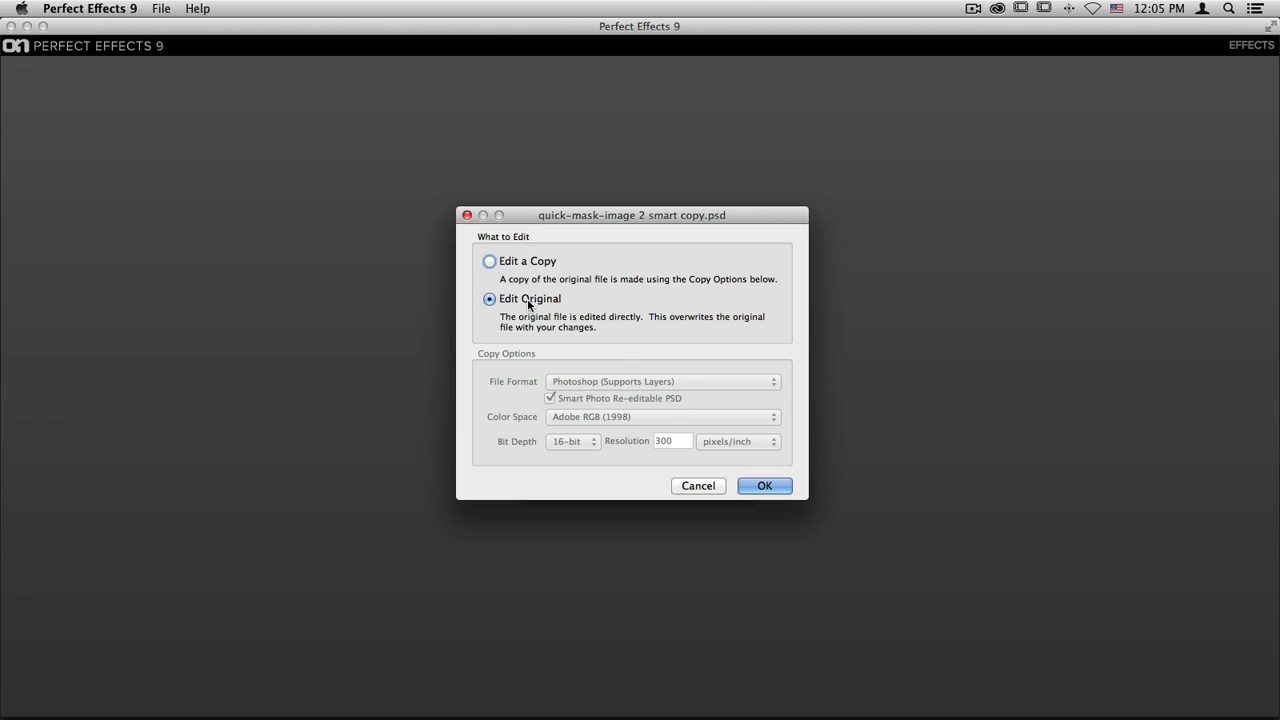 Perfect Effects 9 File Help 12:05 PM
Perfect Effects 9
on PERFECT EFFECTS 9 EFFECTS
quick-mask-image 2 smart copy.psd
What to Edit
Edit a Copy
A copy of the original file is made using the Copy Options below.
Edit Original
The original file is edited directly. This overwrites the original
file with your changes.
Copy Options
File Format Photoshop (Supports Layers)
Smart Photo Re-editable PSD
Color Space Adobe RGB (1998)
Bit Depth 16-bit Resolution 300 pixels/inch
Cancel OK